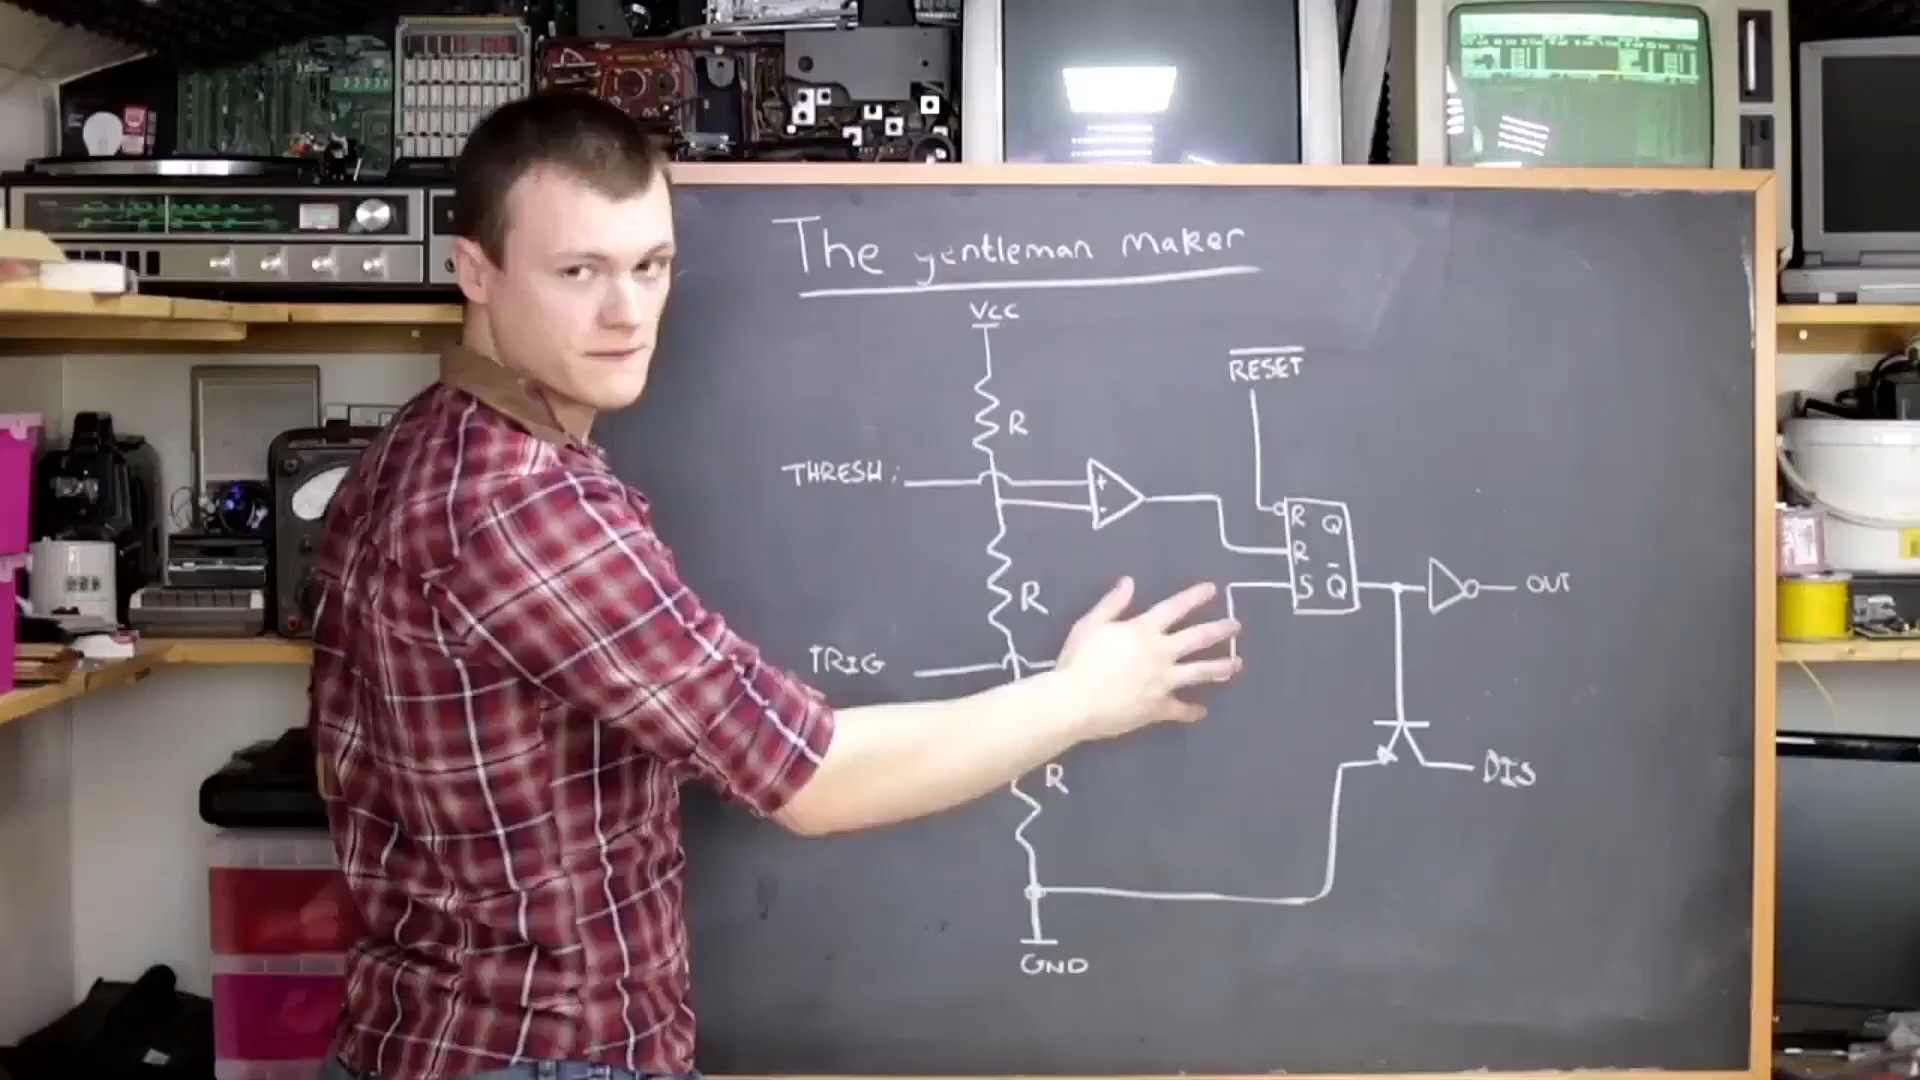 The gentleman maker
VCC
RESET
R
THRESH
+
-
R Q
R
S Q
OUT
R
TRIG
DIS
R
GND